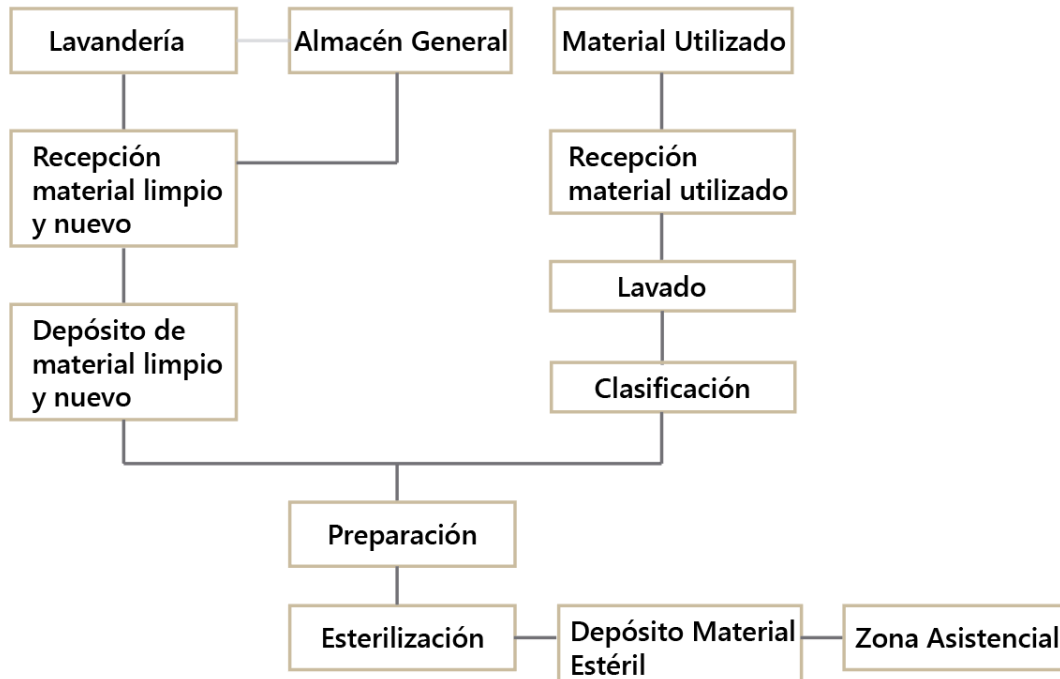 Lavandería
Almacén General
Material Utilizado
Recepción
material limpio
y nuevo
Recepción
material utilizado
Lavado
Depósito de
material limpio
y nuevo
Clasificación
Preparación
Esterilización
Depósito Material
Estéril
Zona Asistencial